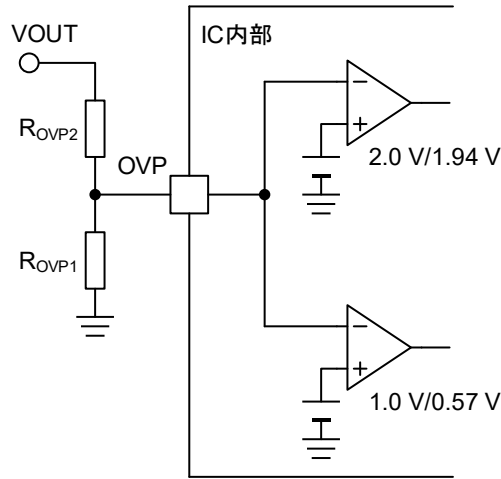 IC内部
VOUT
ROVP2
OVP
ROVP1
2.0 V/1.94 V
1.0 V/0.57 V